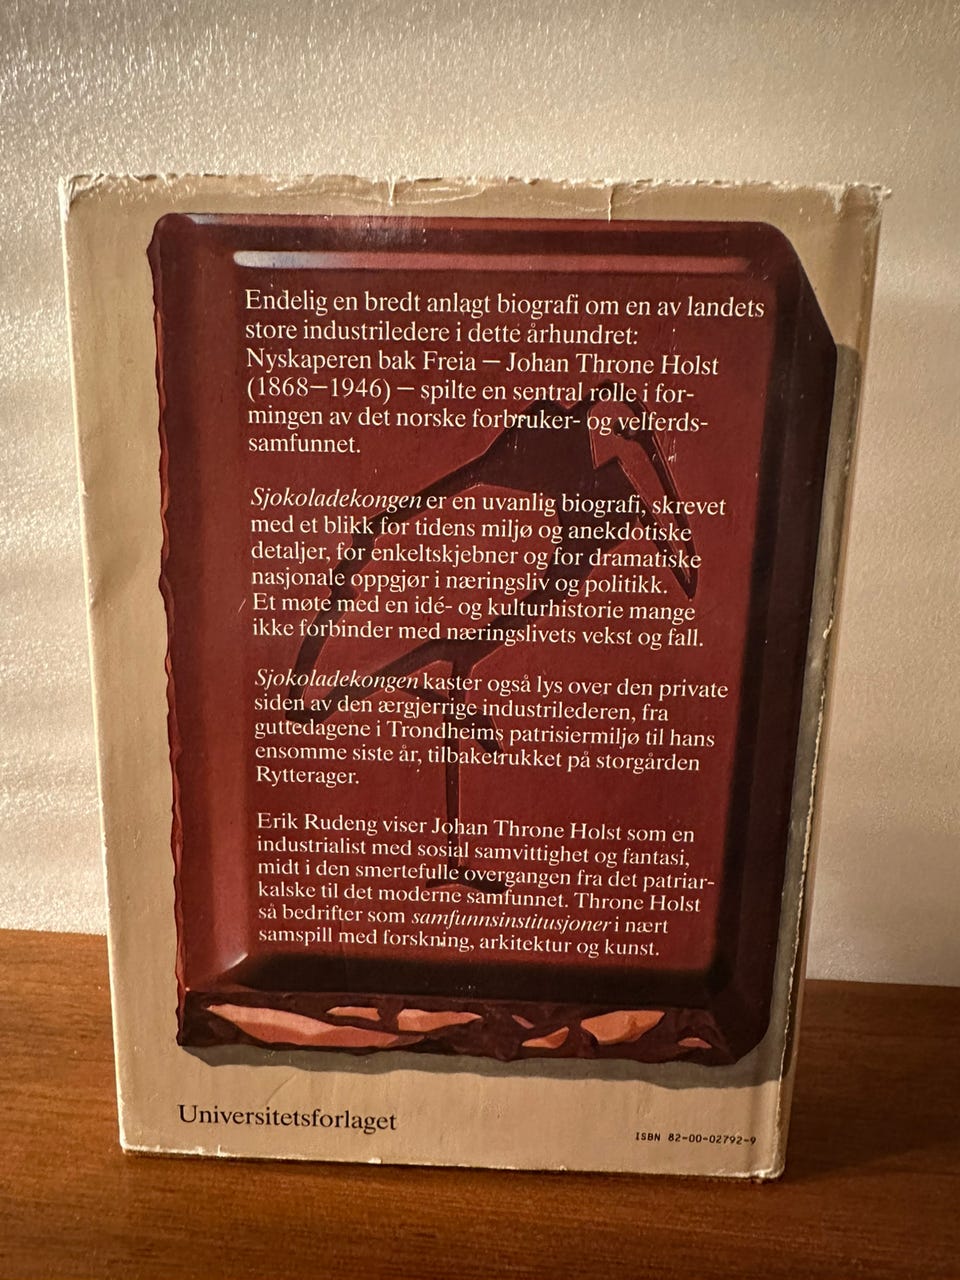 Endelig en bredt anlagt biografi om en av landets
store industriledere i dette århundret:
Nyskaperen bak Freia — Johan Throne Holst
(1868—1946) — spilte en sentral rolle i for-
mingen av det norske forbruker- og velferds-
samfunnet.
Sjokoladekongen er en uvanlig biografi, skrevet
med et blikk for tidens miljø og anekdotiske
detaljer, for enkeltskjebner og for dramatiske
nasjonale oppgjør i næringsliv og politikk.
Et møte med en idé- og kulturhistorie mange
ikke forbinder med næringslivets vekst og fall.
Sjokoladekongen kaster også lys over den private
siden av den ærgjerrige industrilederen, fra
guttedagene i Trondheims patrisiermiljø til hans
ensomme siste år, tilbaketrukket på storgården
Rytterager.
Erik Rudeng viser Johan Throne Holst som en
industrialist med sosial samvittighet og fantasi,
midt i den smertefulle overgangen fra det patriar-
kalske til det moderne samfunnet. Throne Holst
så bedrifter som samfunnsinstitusjoner i nært
samspill med forskning, arkitektur og kunst.
Universitetsforlaget
ISBN 82-00-02792-9